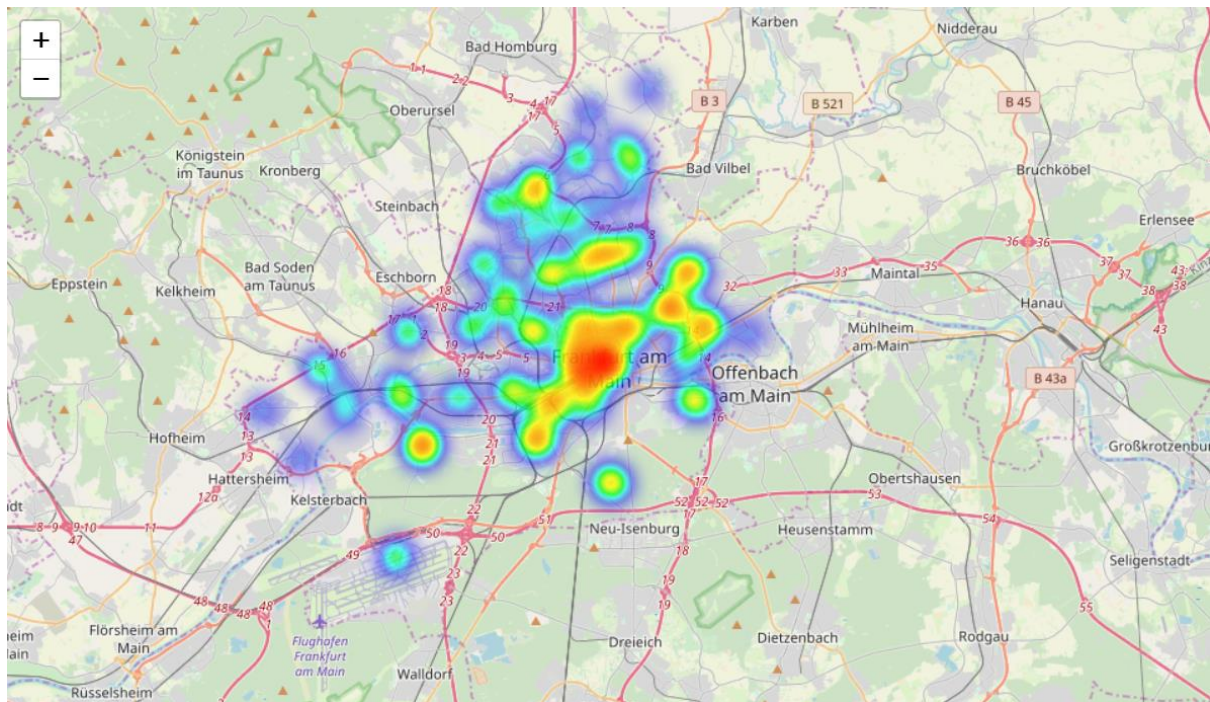 +
−
Karben
Nidderau
Bad Homburg
B 3
B 521
B 45
Oberursel
Königstein
im Taunus
Kronberg
Bad Vilbel
Bruchköbel
Steinbach
Erlensee
Eschborn
Bad Soden
am Taunus
Eppstein
Kelkheim
Maintal
Hanau
Mühlheim
am-Main
Frankfurt am
Main
Offenbach
am Main
B 43a
Hofheim
Hattersheim
Kelsterbach
Großkrotzenbur
Obertshausen
Neu-Isenburg
Heusenstamm
Seligenstadt
Flörsheim am
Main
Flughafen
Frankfurt
am Main
Dreieich
Dietzenbach
Rodgau
Walldorf
Rüsselsheim